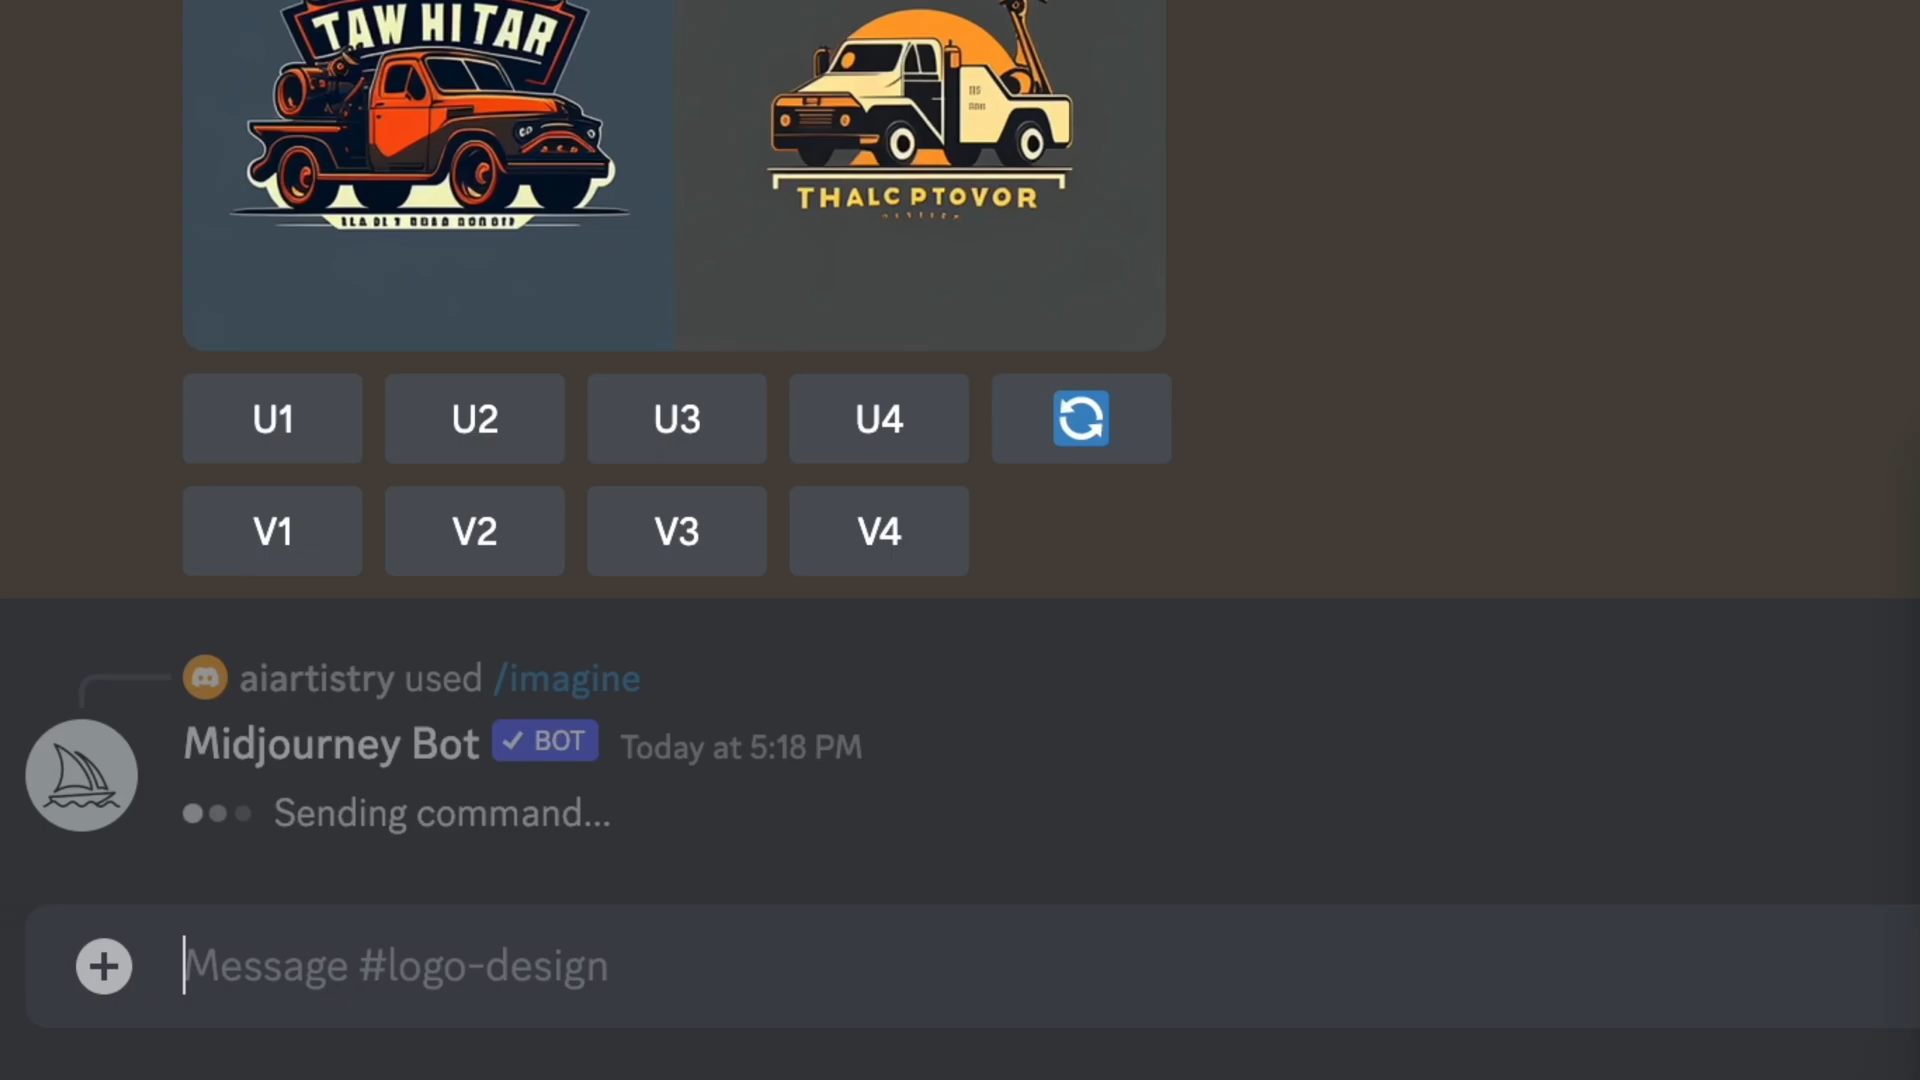 TAW HITAR
THALC PTOVOR
U1 U2 U3 U4
V1 V2 V3 V4
aiartistry used /imagine
Midjourney Bot ✓ BOT Today at 5:18 PM
Sending command...
Message #logo-design